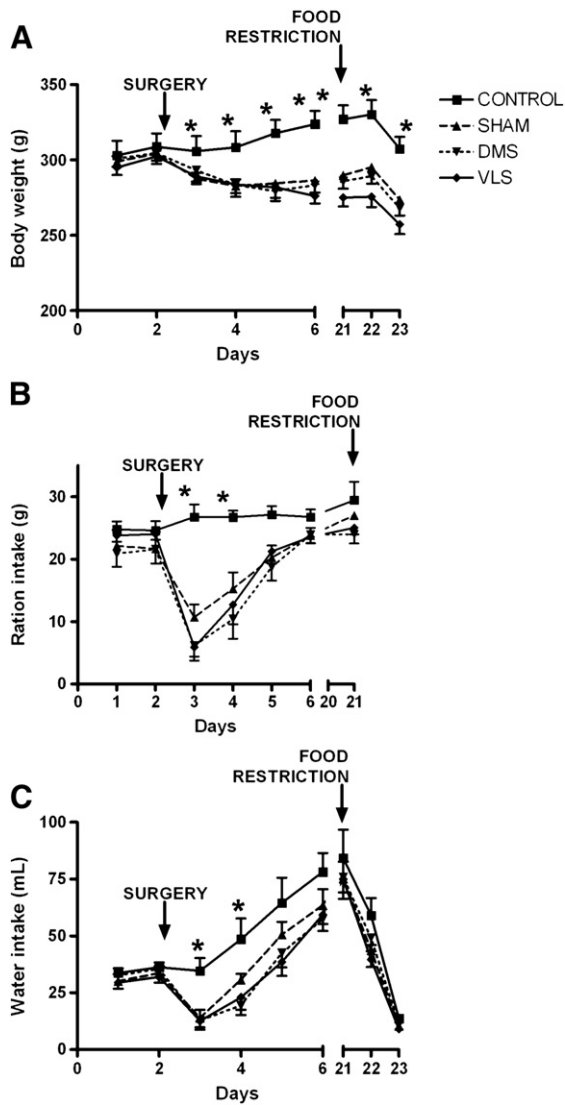 A
FOOD
RESTRICTION
SURGERY
* * * * * * *
CONTROL
SHAM
DMS
VLS
Body weight (g)
350
300
250
200
0 2 4 6 21 22 23
Days
B
FOOD
RESTRICTION
SURGERY
* *
Ration intake (g)
30
20
10
0
0 1 2 3 4 5 6 20 21
Days
C
FOOD
RESTRICTION
SURGERY
* *
Water intake (mL)
100
75
50
25
0
0 2 4 6 21 22 23
Days